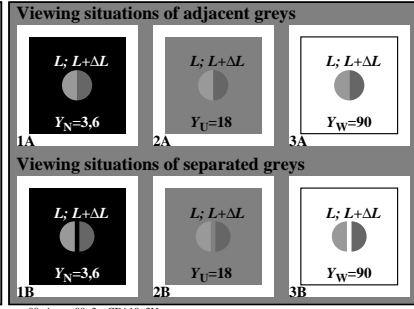 Viewing situations of adjacent greys
L; L+ΔL L; L+ΔL L; L+ΔL
Y_N=3,6 Y_U=18 Y_W=90
1A 2A 3A
Viewing situations of separated greys
L; L+ΔL L; L+ΔL L; L+ΔL
Y_N=3,6 Y_U=18 Y_W=90
1B 2B 3B